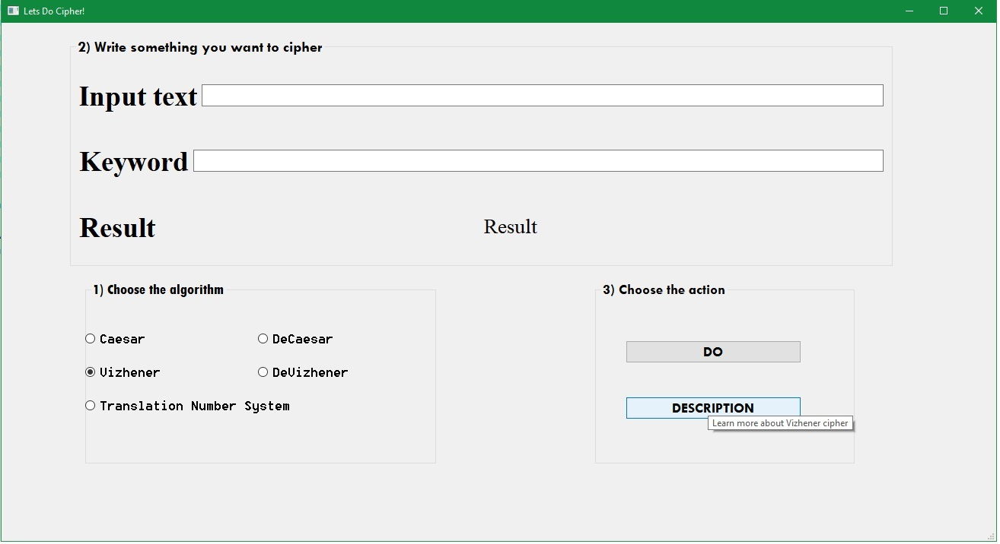 Lets Do Cipher!
2) Write something you want to cipher
Input text
Keyword
Result Result
1) Choose the algorithm
Caesar DeCaesar
Vizhener DeVizhener
Translation Number System
3) Choose the action
DO
DESCRIPTION
Learn more about Vizhener cipher